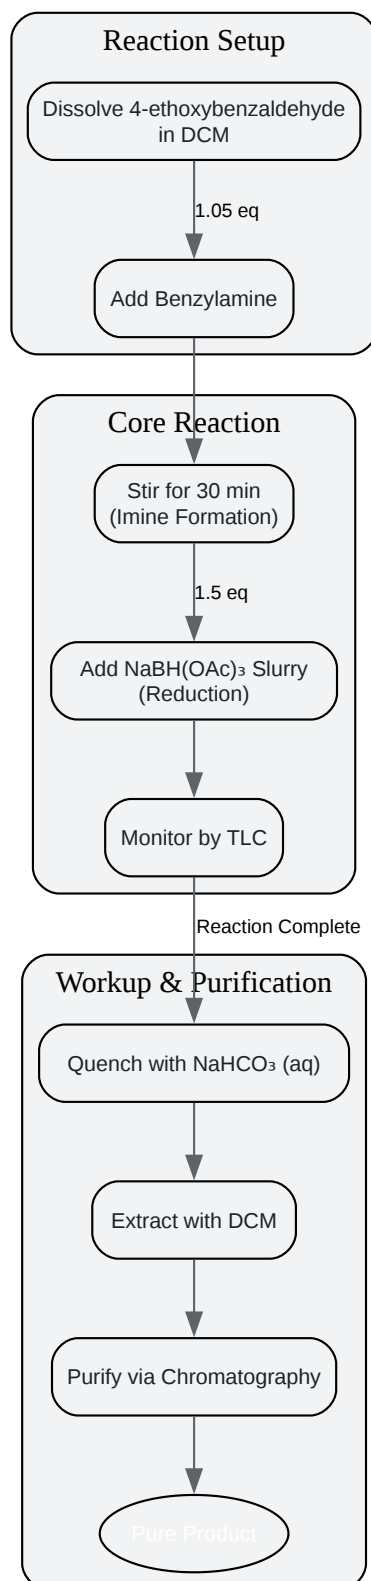 Reaction Setup
Dissolve 4-ethoxybenzaldehyde
in DCM
1.05 eq
Add Benzylamine
Core Reaction
Stir for 30 min
(Imine Formation)
1.5 eq
Add NaBH(OAc)₃ Slurry
(Reduction)
Monitor by TLC
Reaction Complete
Workup & Purification
Quench with NaHCO₃ (aq)
Extract with DCM
Purify via Chromatography
Pure Product